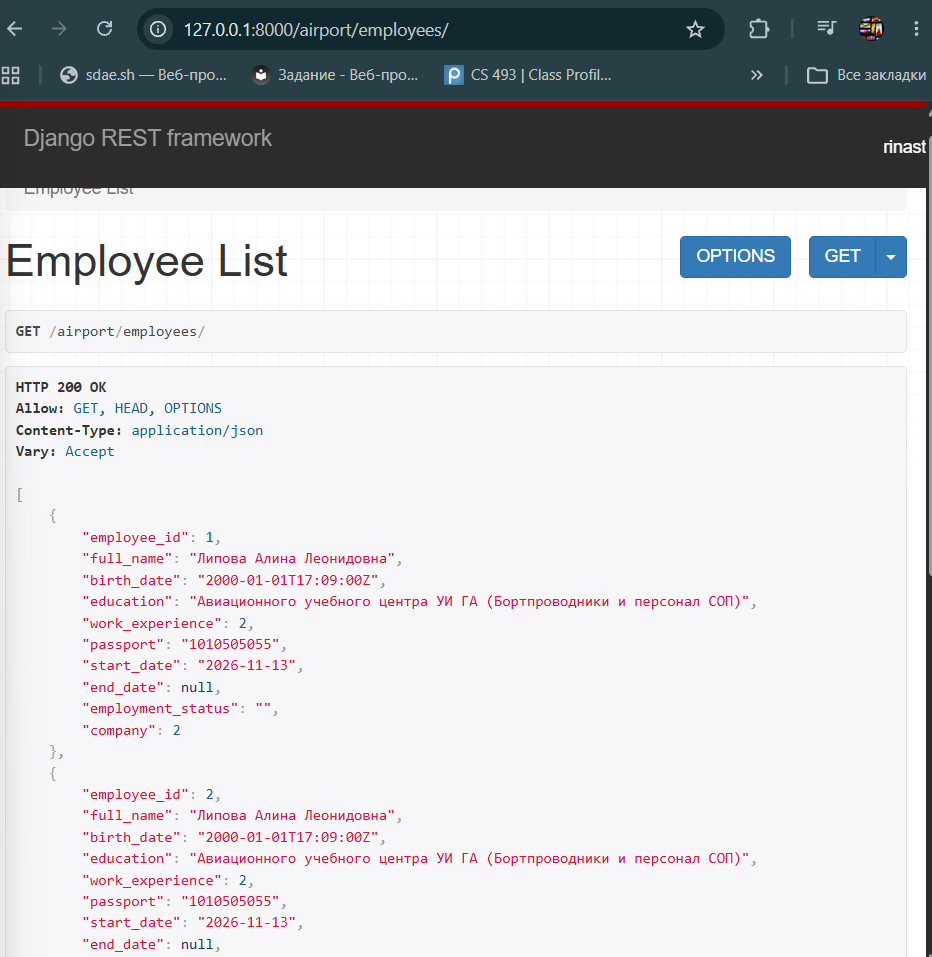 127.0.0.1:8000/airport/employees/
sdae.sh — Веб-про...
Задание - Веб-про...
CS 493 | Class Profil...
»
Все закладки
Django REST framework
rinast
Employee List
Employee List
OPTIONS
GET
GET /airport/employees/
HTTP 200 OK
Allow: GET, HEAD, OPTIONS
Content-Type: application/json
Vary: Accept
[
{
"employee_id": 1,
"full_name": "Липова Алина Леонидовна",
"birth_date": "2000-01-01T17:09:00Z",
"education": "Авиационного учебного центра УИ ГА (Бортпроводники и персонал СОП)",
"work_experience": 2,
"passport": "1010505055",
"start_date": "2026-11-13",
"end_date": null,
"employment_status": "",
"company": 2
},
{
"employee_id": 2,
"full_name": "Липова Алина Леонидовна",
"birth_date": "2000-01-01T17:09:00Z",
"education": "Авиационного учебного центра УИ ГА (Бортпроводники и персонал СОП)",
"work_experience": 2,
"passport": "1010505055",
"start_date": "2026-11-13",
"end_date": null,